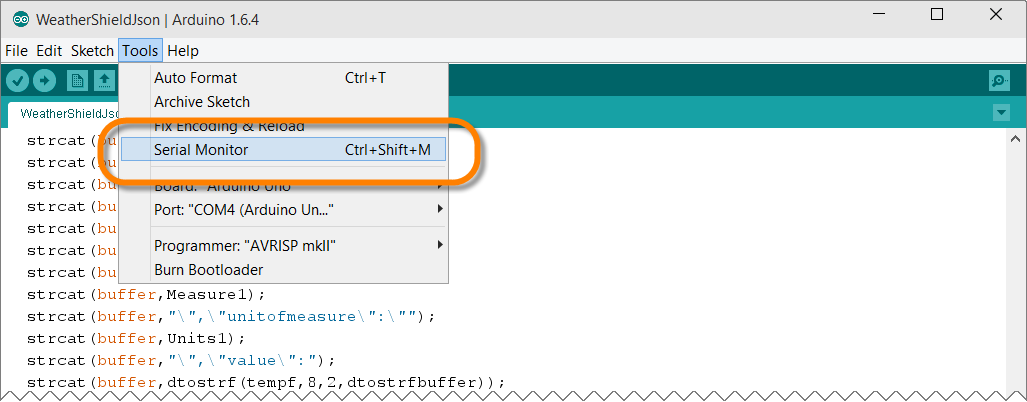 WeatherShieldJson | Arduino 1.6.4
File Edit Sketch Tools Help
Auto Format Ctrl+T
Archive Sketch
WeatherShieldJso
Fix Encoding & Reload
strcat(bu
Serial Monitor Ctrl+Shift+M
strcat(bu
strcat(bu
Board: "Arduino Uno"
strcat(bu
Port: "COM4 (Arduino Un..."
strcat(bu
strcat(bu
Programmer: "AVRISP mkII"
strcat(bu
Burn Bootloader
strcat(buffer,Measure1);
strcat(buffer,"\",\"unitofmeasure\":\"");
strcat(buffer,Units1);
strcat(buffer,"\",\"value\":");
strcat(buffer,dtostrf(tempf,8,2,dtostrfbuffer));